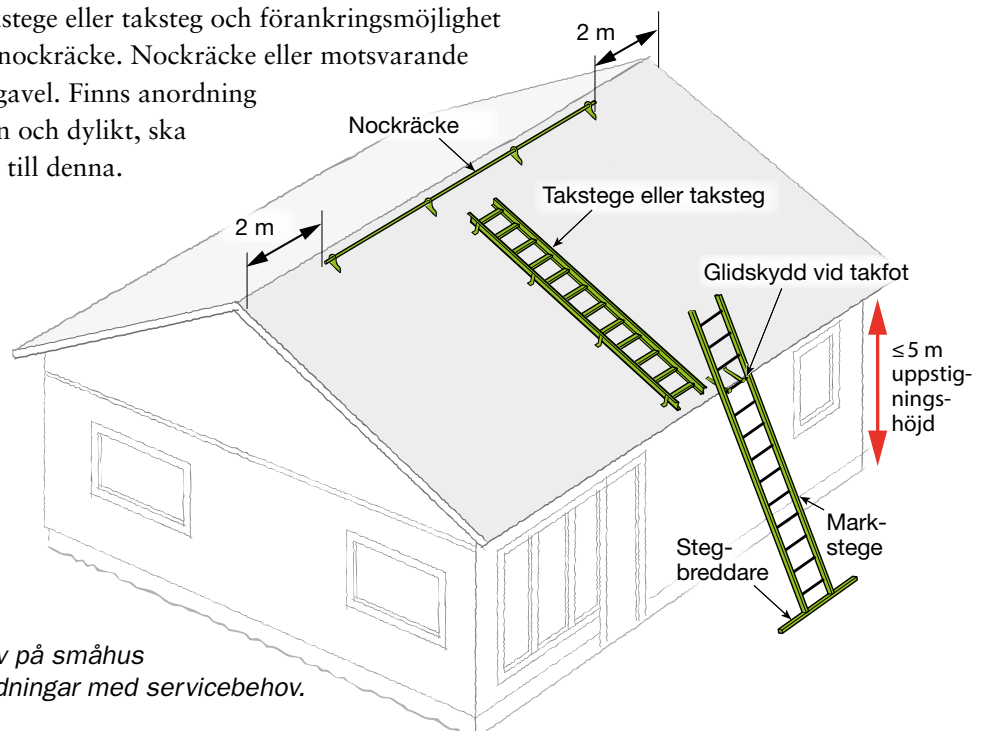 stege eller taksteg och förankringsmöjlighet
nockräcke. Nockräcke eller motsvarande
gavel. Finns anordning
och dylikt, ska
till denna.
2 m
Nockräcke
2 m
Takstege eller taksteg
Glidskydd vid takfot
≤5 m
uppstig-
nings-
höjd
Mark-
stege
Steg-
breddare
på småhus
dningar med servicebehov.